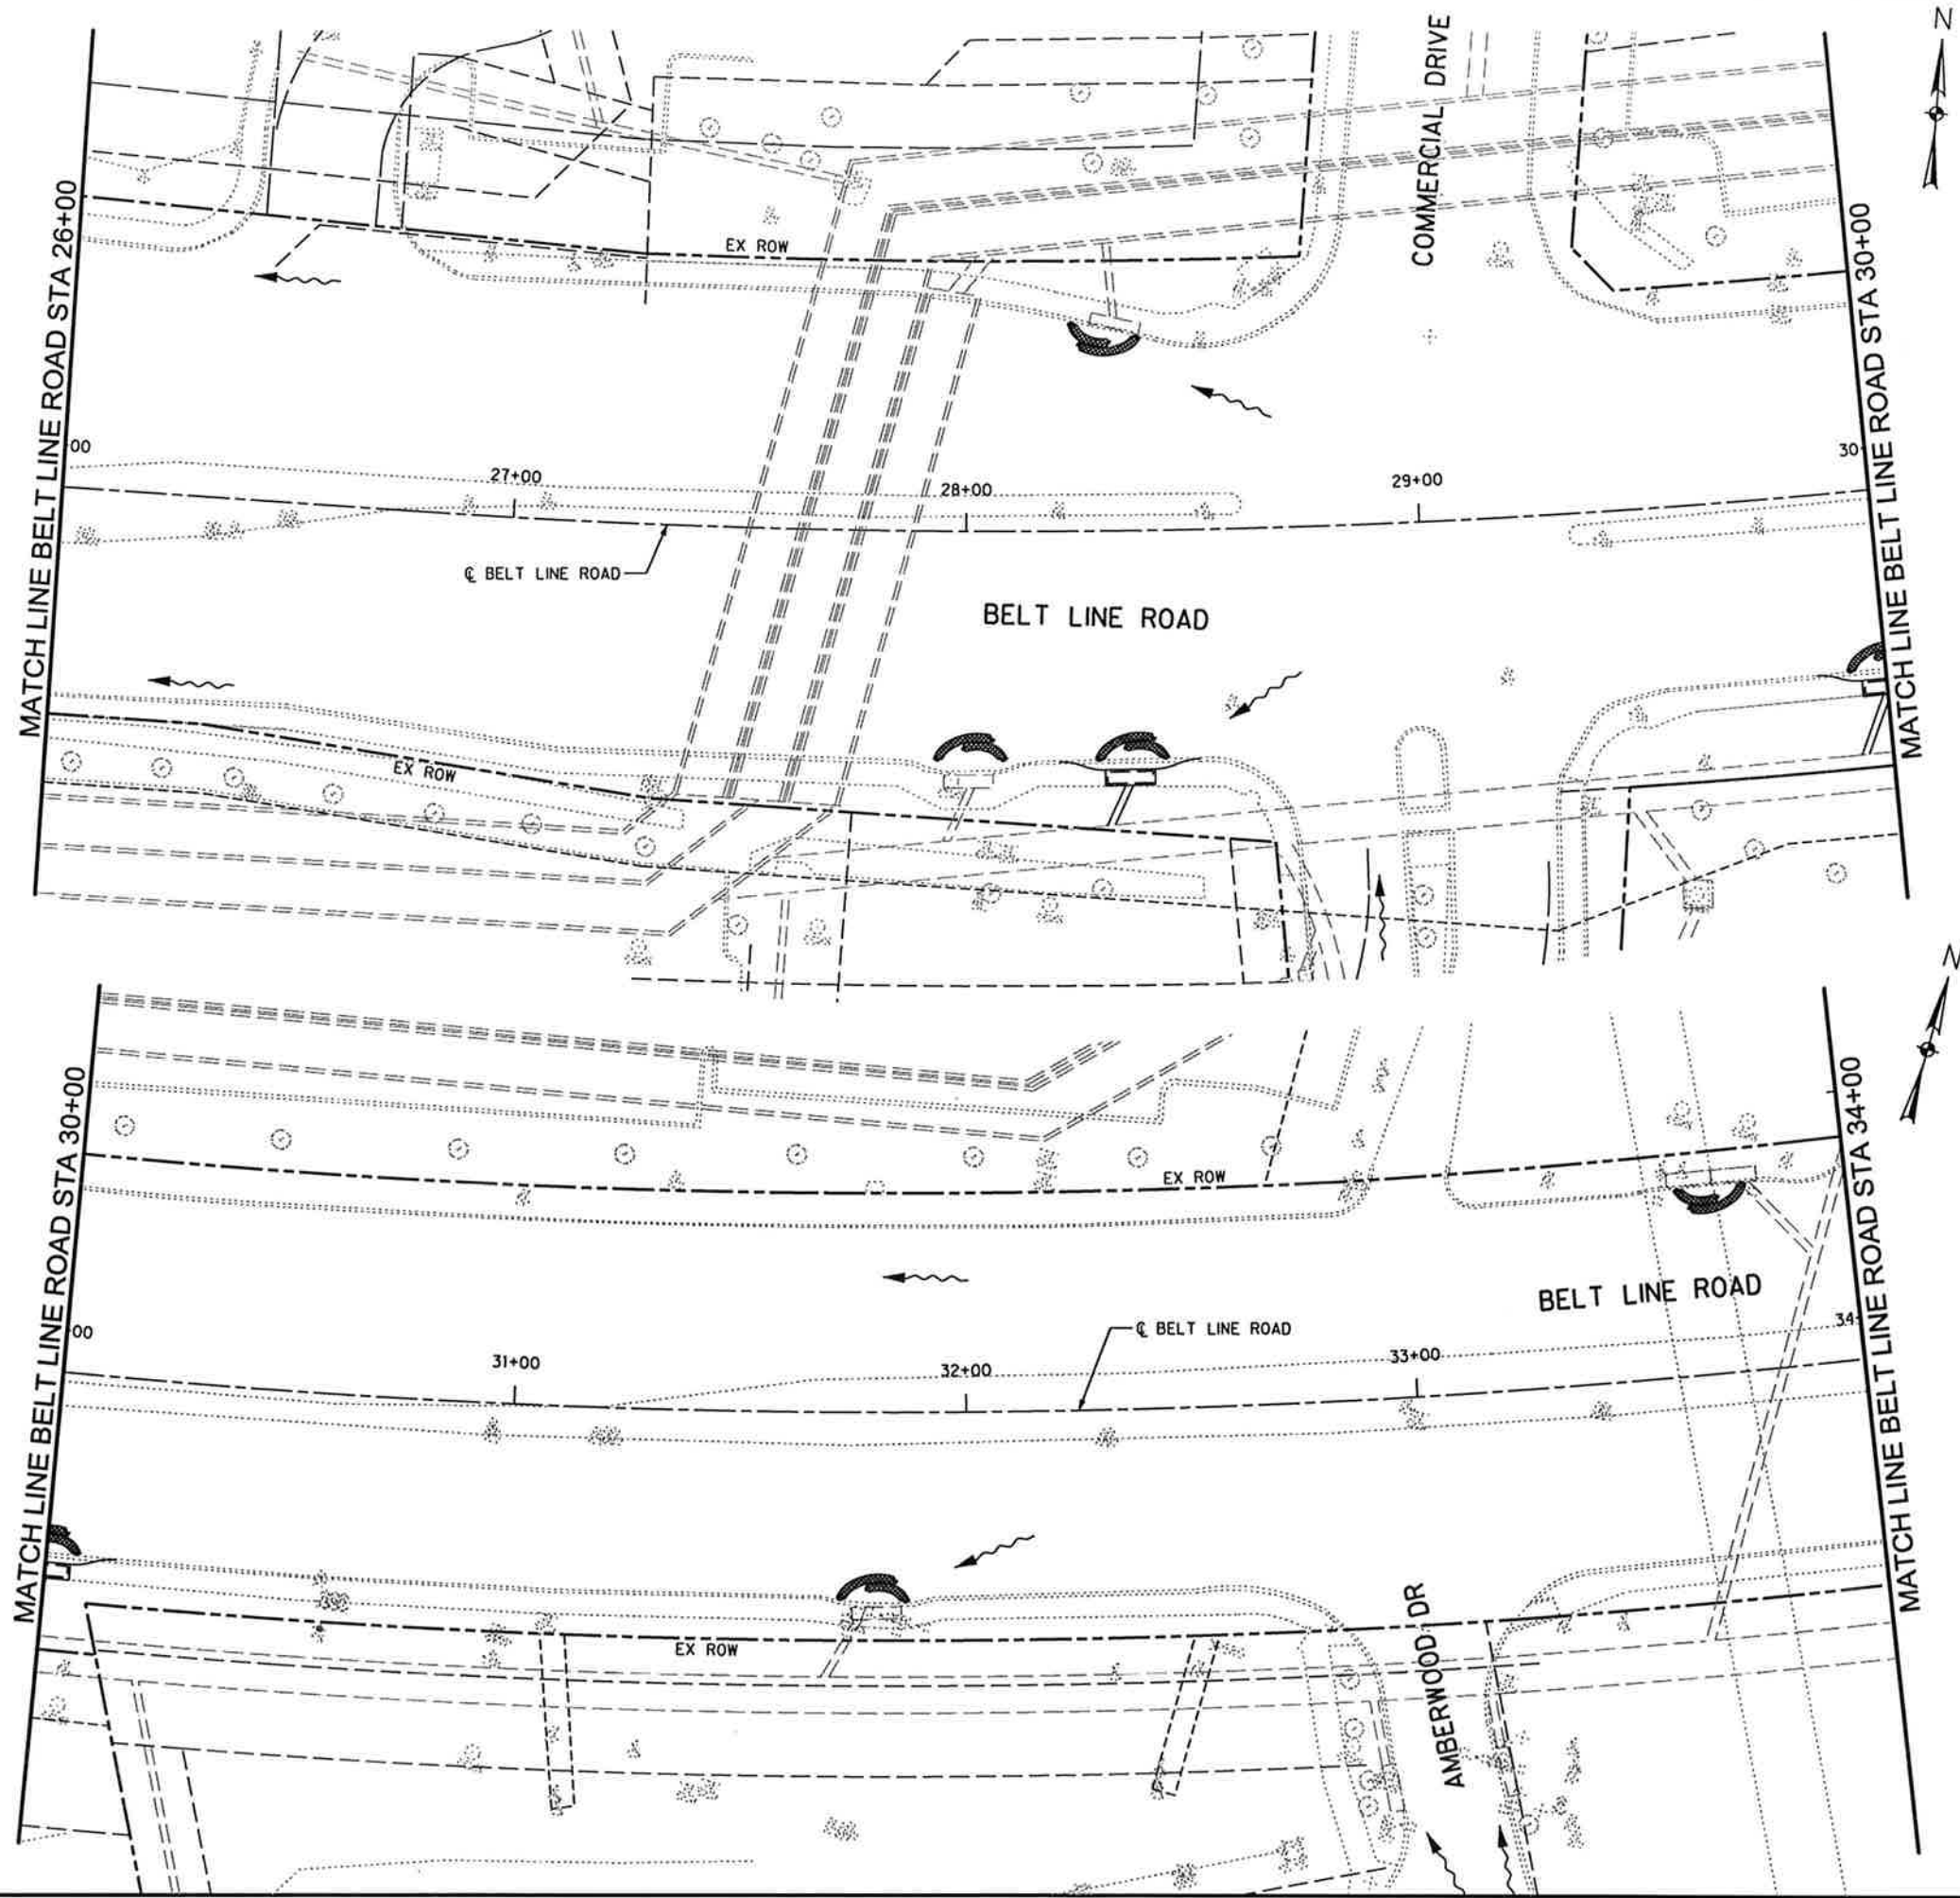 N
COMMERCIAL DRIVE
MATCH LINE BELT LINE ROAD STA 26+00
EX ROW
MATCH LINE BELT LINE ROAD STA 30+00
00
27+00
28+00
29+00
30
℄ BELT LINE ROAD
BELT LINE ROAD
EX ROW
N
MATCH LINE BELT LINE ROAD STA 30+00
EX ROW
MATCH LINE BELT LINE ROAD STA 34+00
BELT LINE ROAD
00
31+00
32+00
℄ BELT LINE ROAD
33+00
34
EX ROW
AMBERWOOD DR